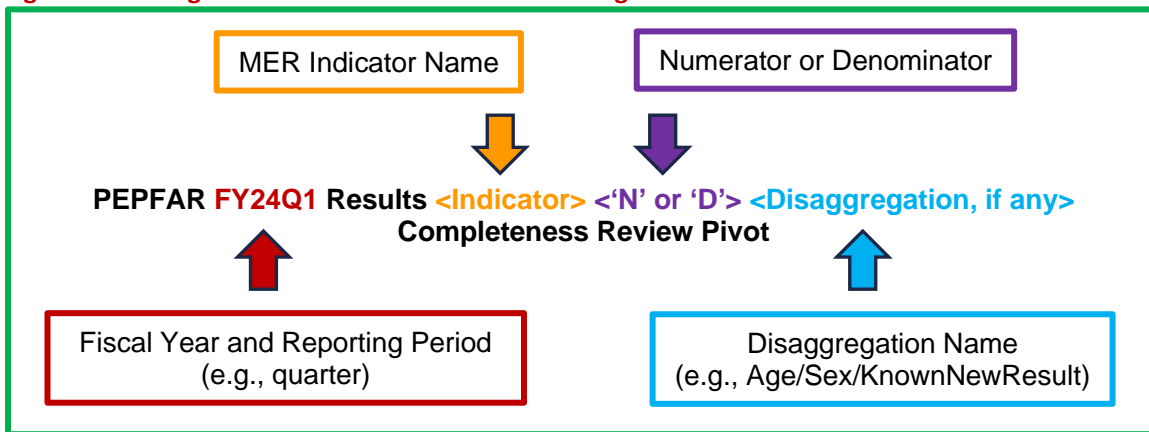 MER Indicator Name
Numerator or Denominator
PEPFAR FY24Q1 Results <Indicator> <‘N’ or ‘D’> <Disaggregation, if any>
Completeness Review Pivot
Fiscal Year and Reporting Period
(e.g., quarter)
Disaggregation Name
(e.g., Age/Sex/KnownNewResult)